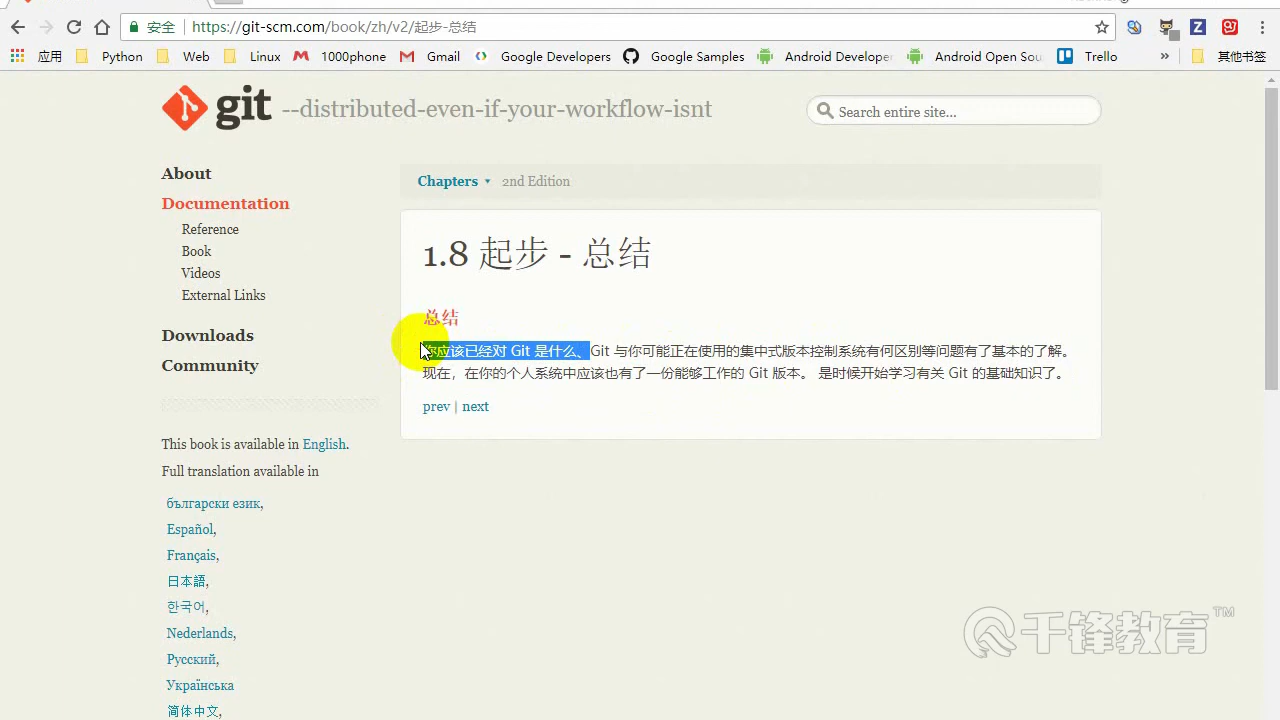 安全 https://git-scm.com/book/zh/v2/起步-总结
应用 Python Web Linux 1000phone Gmail Google Developers Google Samples Android Developer Android Open Sou Trello » 其他书签
git --distributed-even-if-your-workflow-isnt
Search entire site...
About
Documentation
Reference
Book
Videos
External Links
Downloads
Community
This book is available in English.
Full translation available in
български език,
Español,
Français,
日本語,
한국어,
Nederlands,
Русский,
Українська
简体中文,
Chapters ▾ 2nd Edition
1.8 起步 - 总结
总结
你应该已经对 Git 是什么、Git 与你可能正在使用的集中式版本控制系统有何区别等问题有了基本的了解。
现在，在你的个人系统中应该也有了一份能够工作的 Git 版本。 是时候开始学习有关 Git 的基础知识了。
prev | next
千锋教育™